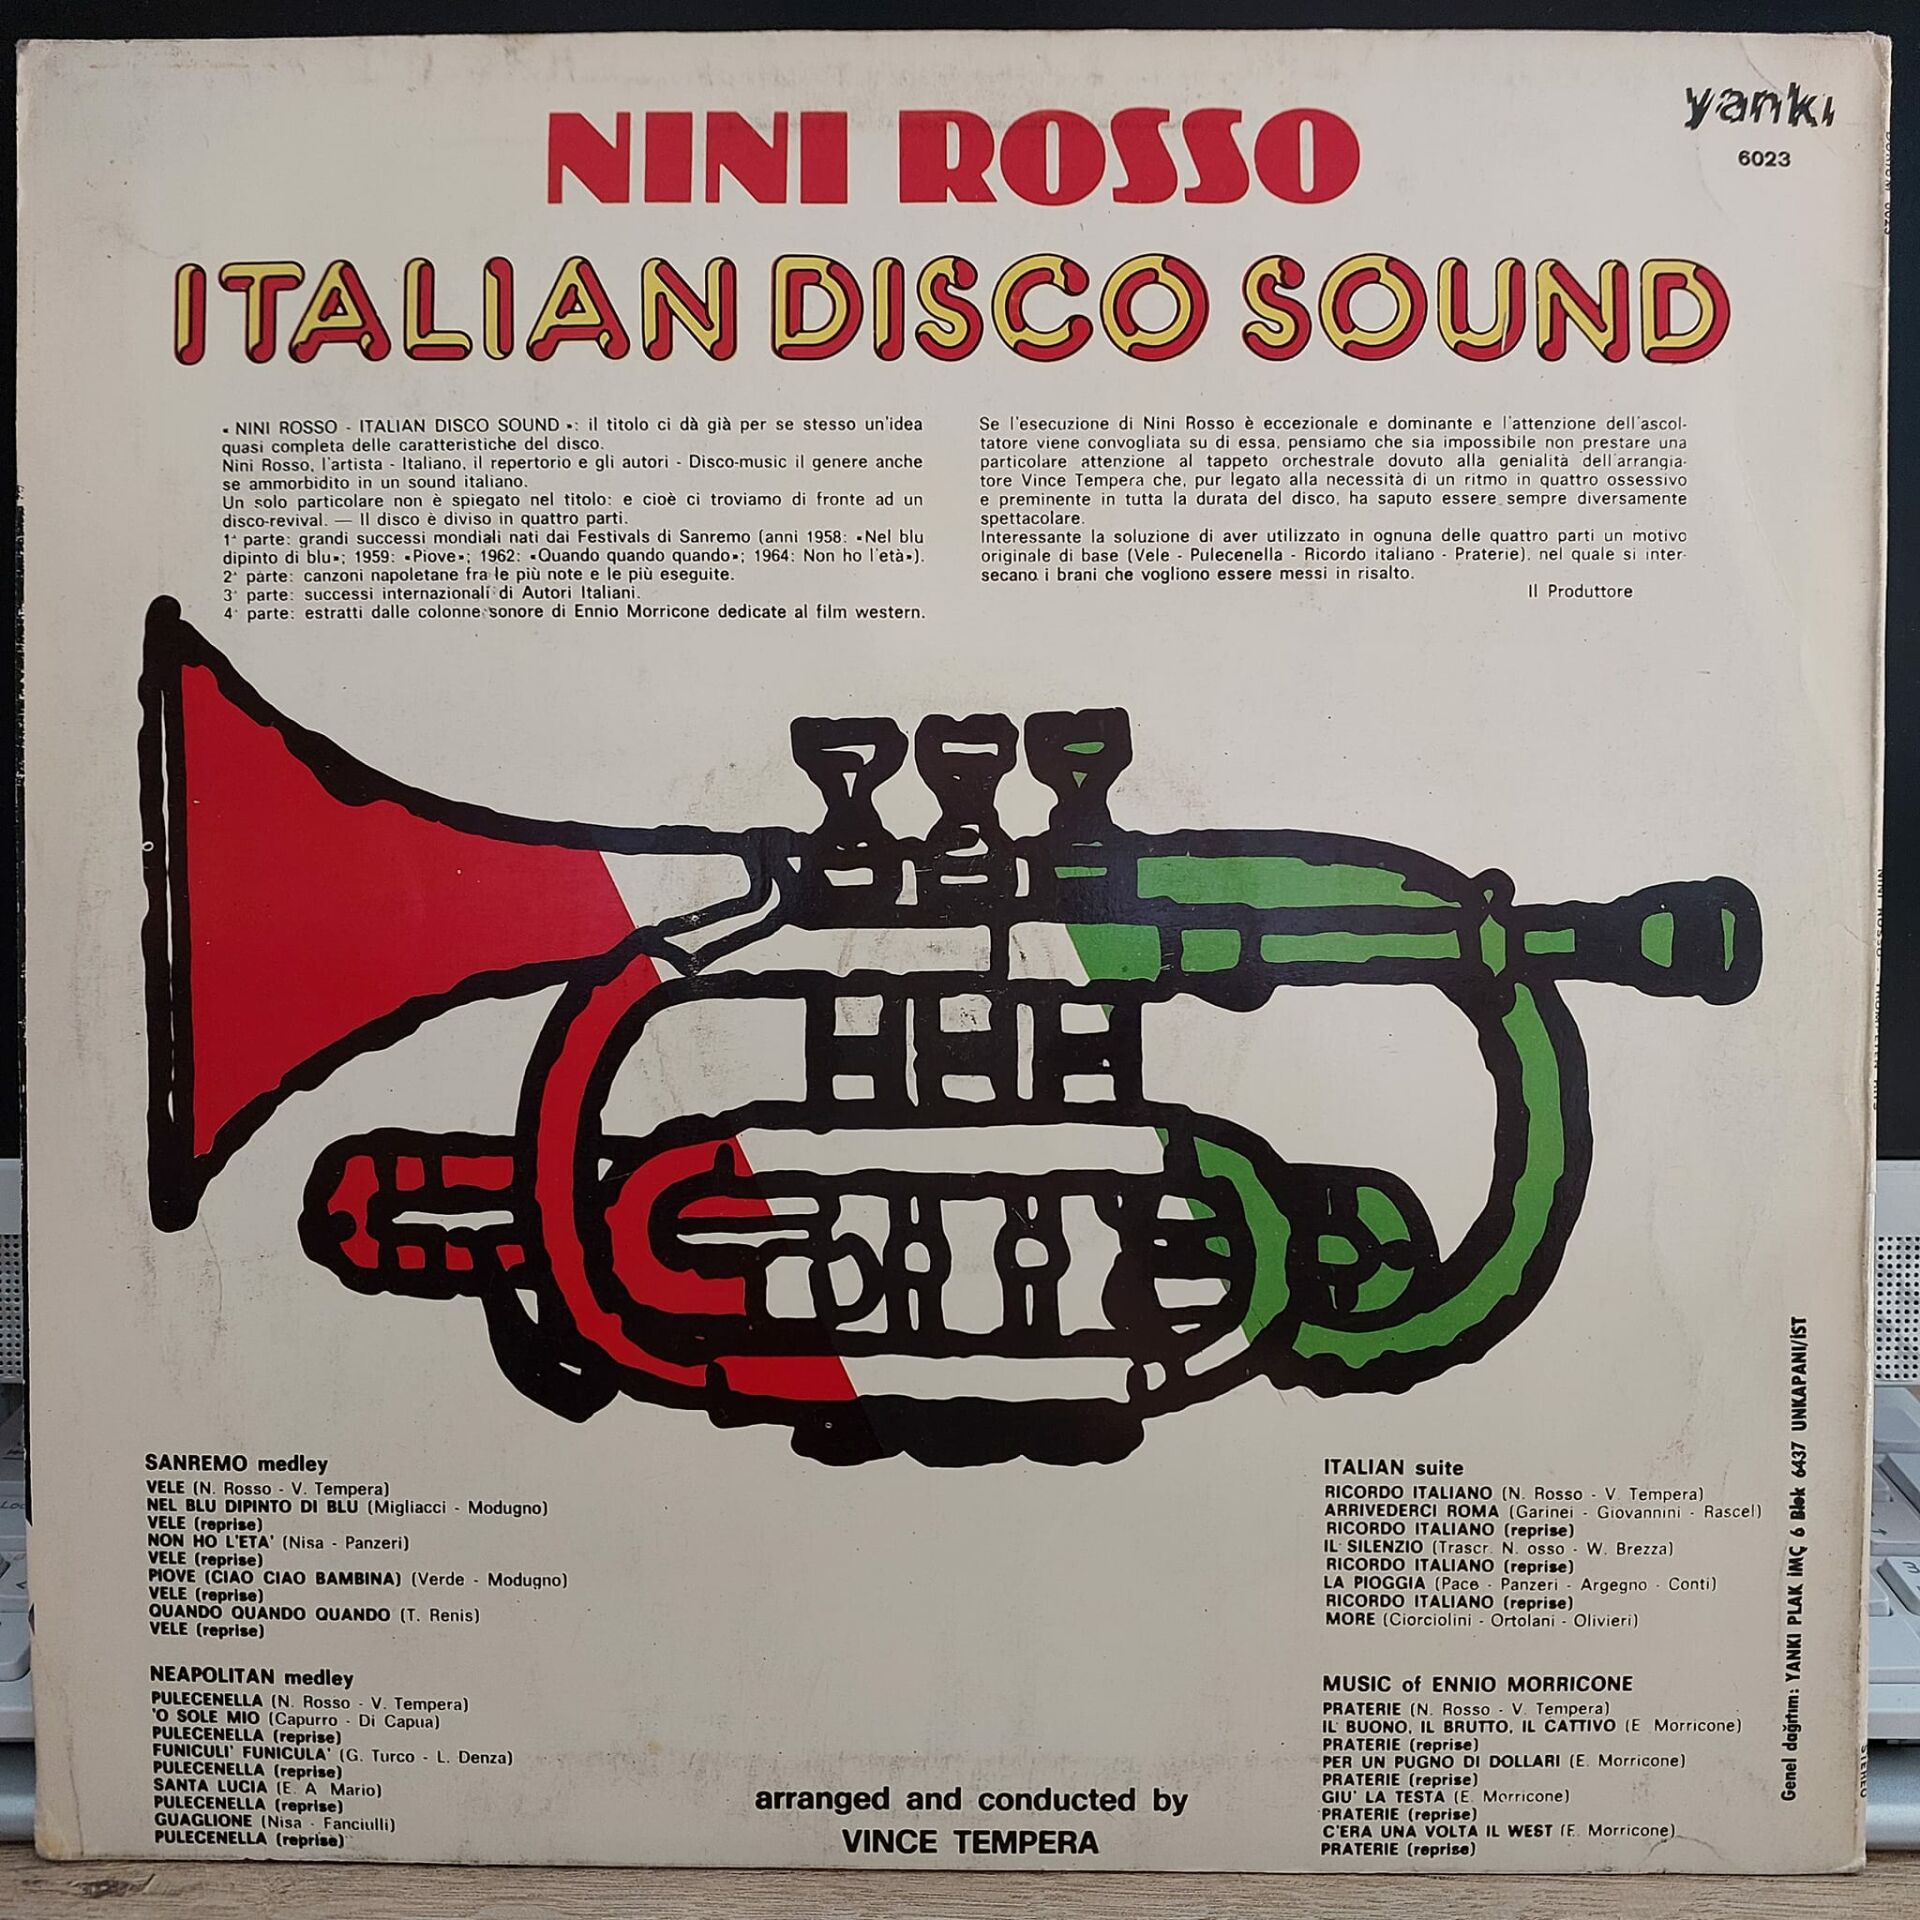 NINI ROSSO
yanki
6023
ITALIAN DISCO SOUND
« NINI ROSSO - ITALIAN DISCO SOUND »: il titolo ci dà già per se stesso un'idea
quasi completa delle caratteristiche del disco.
Nini Rosso, l'artista - Italiano, il repertorio e gli autori - Disco-music il genere anche
se ammorbidito in un sound italiano.
Un solo particolare non è spiegato nel titolo: e cioè ci troviamo di fronte ad un
disco-revival. — Il disco è diviso in quattro parti.
1ª parte: grandi successi mondiali nati dai Festivals di Sanremo (anni 1958: «Nel blu
dipinto di blu»; 1959: «Piove»; 1962: «Quando quando quando»; 1964: Non ho l'età»).
2ª parte: canzoni napoletane fra le più note e le più eseguite.
3ª parte: successi internazionali di Autori Italiani.
4ª parte: estratti dalle colonne sonore di Ennio Morricone dedicate al film western.
Se l'esecuzione di Nini Rosso è eccezionale e dominante e l'attenzione dell'ascol-
tatore viene convogliata su di essa, pensiamo che sia impossibile non prestare una
particolare attenzione al tappeto orchestrale dovuto alla genialità dell'arrangia-
tore Vince Tempera che, pur legato alla necessità di un ritmo in quattro ossessivo
e preminente in tutta la durata del disco, ha saputo essere sempre diversamente
spettacolare.
Interessante la soluzione di aver utilizzato in ognuna delle quattro parti un motivo
originale di base (Vele - Pulecenella - Ricordo italiano - Praterie), nel quale si inter-
secano i brani che vogliono essere messi in risalto.
Il Produttore
SANREMO medley
VELE (N. Rosso - V. Tempera)
NEL BLU DIPINTO DI BLU (Migliacci - Modugno)
VELE (reprise)
NON HO L'ETA' (Nisa - Panzeri)
VELE (reprise)
PIOVE (CIAO CIAO BAMBINA) (Verde - Modugno)
VELE (reprise)
QUANDO QUANDO QUANDO (T. Renis)
VELE (reprise)
NEAPOLITAN medley
PULECENELLA (N. Rosso - V. Tempera)
'O SOLE MIO (Capurro - Di Capua)
PULECENELLA (reprise)
FUNICULI' FUNICULA' (G. Turco - L. Denza)
PULECENELLA (reprise)
SANTA LUCIA (E. A Mario)
PULECENELLA (reprise)
GUAGLIONE (Nisa - Fanciulli)
PULECENELLA (reprise)
arranged and conducted by
VINCE TEMPERA
ITALIAN suite
RICORDO ITALIANO (N. Rosso - V. Tempera)
ARRIVEDERCI ROMA (Garinei - Giovannini - Rascel)
RICORDO ITALIANO (reprise)
IL SILENZIO (Trascr. N. osso - W. Brezza)
RICORDO ITALIANO (reprise)
LA PIOGGIA (Pace - Panzeri - Argegno - Conti)
RICORDO ITALIANO (reprise)
MORE (Ciorciolini - Ortolani - Olivieri)
MUSIC of ENNIO MORRICONE
PRATERIE (N. Rosso - V. Tempera)
IL BUONO, IL BRUTTO, IL CATTIVO (E Morricone)
PRATERIE (reprise)
PER UN PUGNO DI DOLLARI (E. Morricone)
PRATERIE (reprise)
GIU' LA TESTA (E. Morricone)
PRATERIE (reprise)
C'ERA UNA VOLTA IL WEST (E. Morricone)
PRATERIE (reprise)
Genel dağıtım: YANKI PLAK İMÇ 6 Blok 6437 UNKAPANI/İST
STEREO